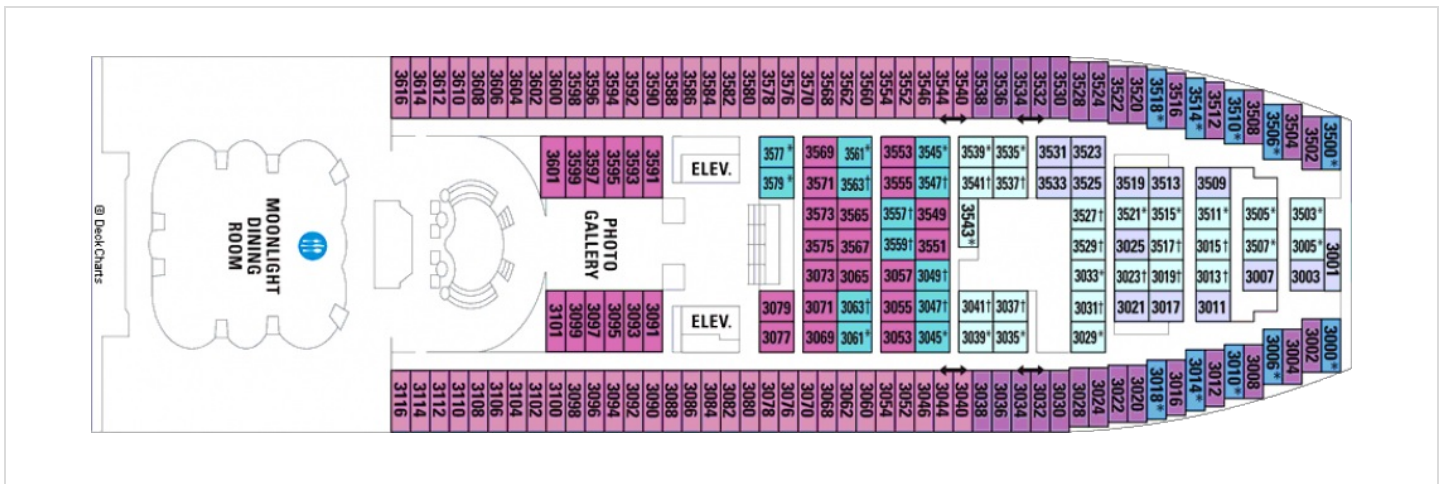 3616 3614 3612 3610 3608 3606 3604 3602 3600 3598 3596 3594 3592 3590 3588 3586 3584 3582 3580 3578 3576 3570 3568 3562 3560 3554 3552 3546 3544 3540 3538 3536 3534 3532 3530 3528 3524 3522 3520 3518* 3516 3514* 3512 3510* 3508 3506* 3504 3502 3500*
3601 3599 3597 3595 3593 3591
ELEV.
3577* 3569 3561* 3553 3545* 3539* 3535* 3531 3523
3579* 3571 3563† 3555 3547† 3541† 3537† 3533 3525 3519 3513 3509
3573 3565 3557† 3549 3543* 3527† 3521* 3515* 3511* 3505* 3503*
3575 3567 3559† 3551 3529† 3025 3517† 3015† 3507* 3005* 3001
3073 3065 3057 3049† 3033* 3023† 3019† 3013† 3007 3003
3079 3071 3063† 3055 3047† 3041† 3037† 3031† 3021 3017 3011
3077 3069 3061* 3053 3045* 3039* 3035* 3029*
PHOTO
GALLERY
MOONLIGHT
DINING
ROOM
@ DeckCharts
ELEV.
3101 3099 3097 3095 3093 3091
3116 3114 3112 3110 3108 3106 3104 3102 3100 3098 3096 3094 3092 3090 3088 3086 3084 3082 3080 3078 3076 3070 3068 3062 3060 3054 3052 3046 3044 3040 3038 3036 3034 3032 3030 3028 3024 3022 3020 3018* 3016 3014* 3012 3010* 3008 3006* 3004 3002 3000*